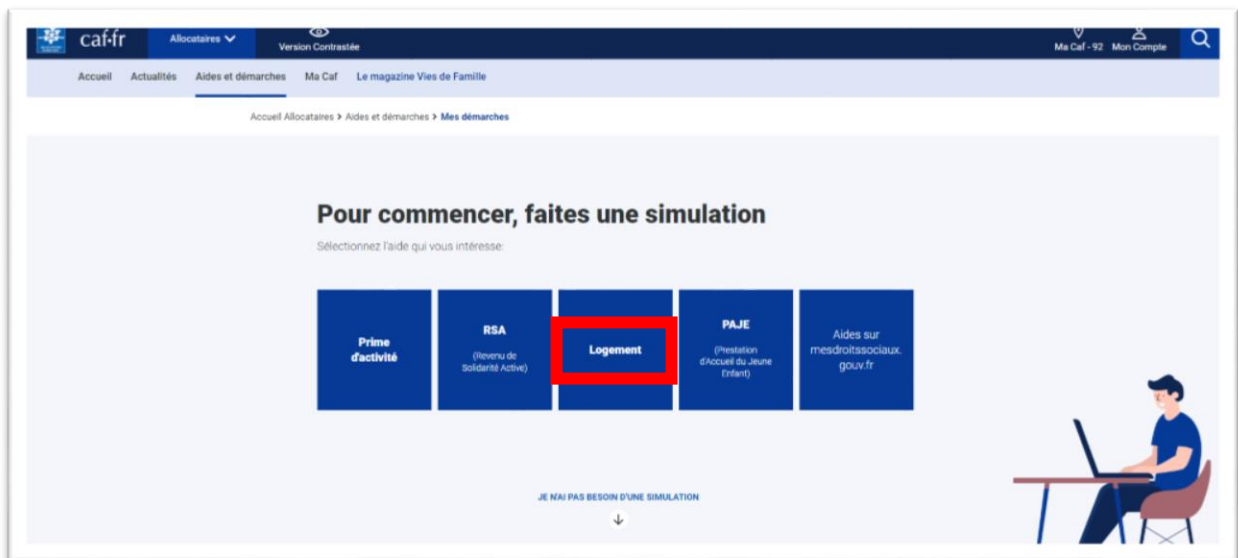 caf·fr
Allocataires
Version Contrastée
Ma Caf - 92 Mon Compte
Accueil Actualités Aides et démarches Ma Caf Le magazine Vies de Famille
Accueil Allocataires > Aides et démarches > Mes démarches
Pour commencer, faites une simulation
Sélectionnez l'aide qui vous intéresse:
Prime
d'activité
RSA
(Revenu de
Solidarité Active)
Logement
PAJE
(Prestation
d'Accueil du Jeune
Enfant)
Aides sur
mesdroitssociaux.
gouv.fr
JE N'AI PAS BESOIN D'UNE SIMULATION